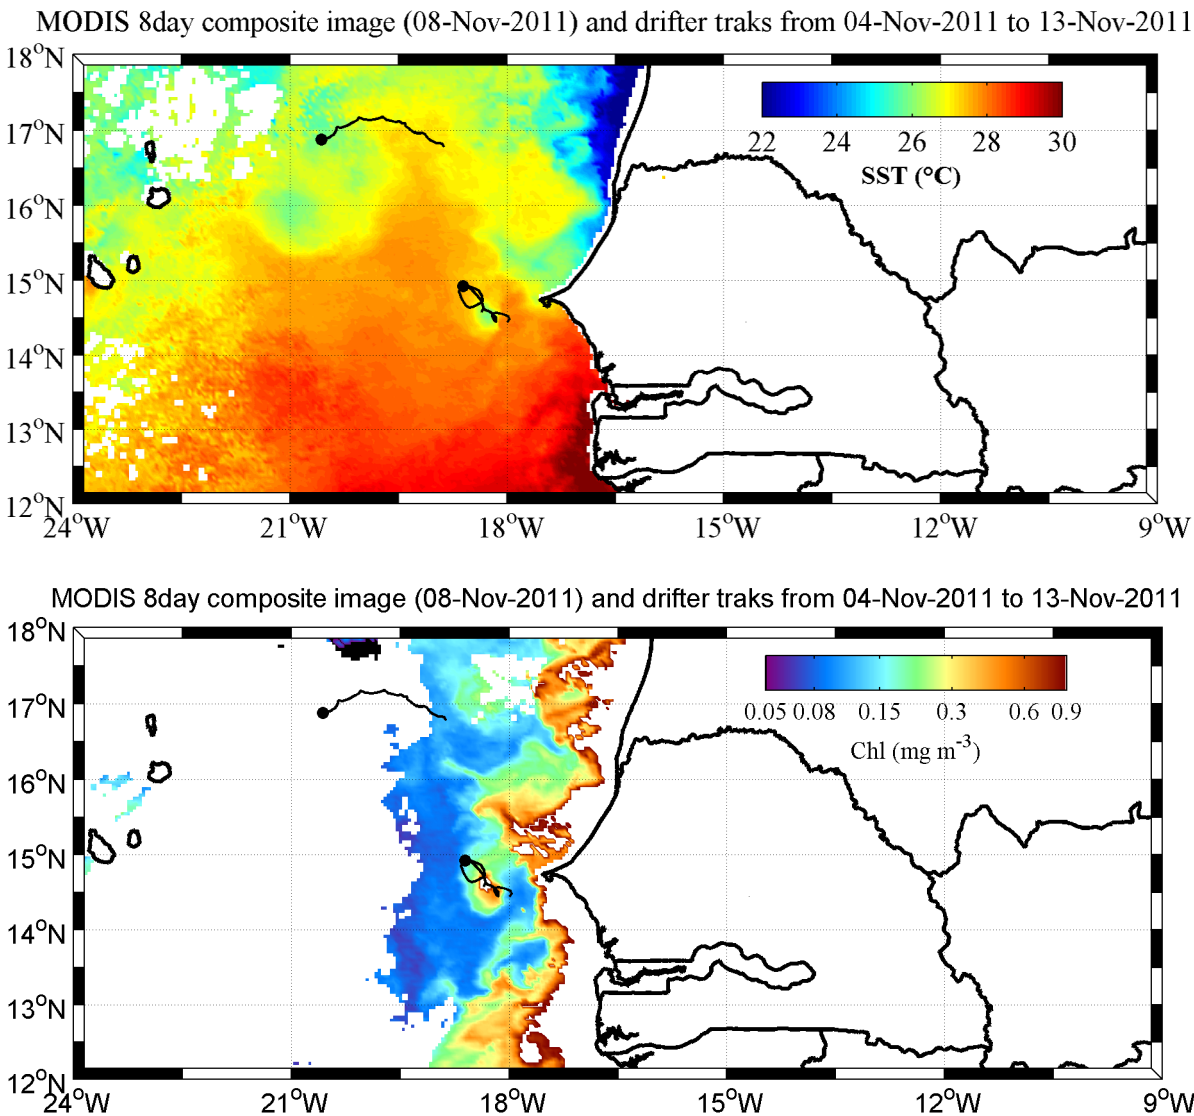 MODIS 8day composite image (08-Nov-2011) and drifter traks from 04-Nov-2011 to 13-Nov-2011
18°N
17°N
16°N
15°N
14°N
13°N
12°N
22 24 26 28 30
SST (°C)
24°W 21°W 18°W 15°W 12°W 9°W
MODIS 8day composite image (08-Nov-2011) and drifter traks from 04-Nov-2011 to 13-Nov-2011
18°N
17°N
16°N
15°N
14°N
13°N
12°N
0.05 0.08 0.15 0.3 0.6 0.9
Chl (mg m⁻³)
24°W 21°W 18°W 15°W 12°W 9°W